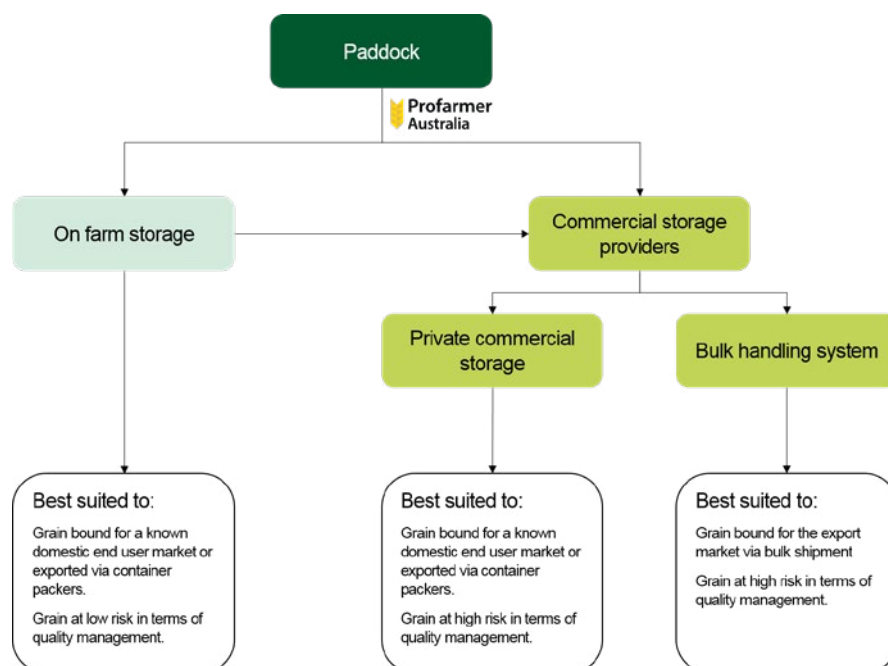 Paddock
Profarmer
Australia
On farm storage
Commercial storage
providers
Private commercial
storage
Bulk handling system
Best suited to:
Grain bound for a known
domestic end user market or
exported via container
packers.
Grain at low risk in terms of
quality management.
Best suited to:
Grain bound for a known
domestic end user market or
exported via container
packers.
Grain at high risk in terms of
quality management.
Best suited to:
Grain bound for the export
market via bulk shipment
Grain at high risk in terms of
quality management.